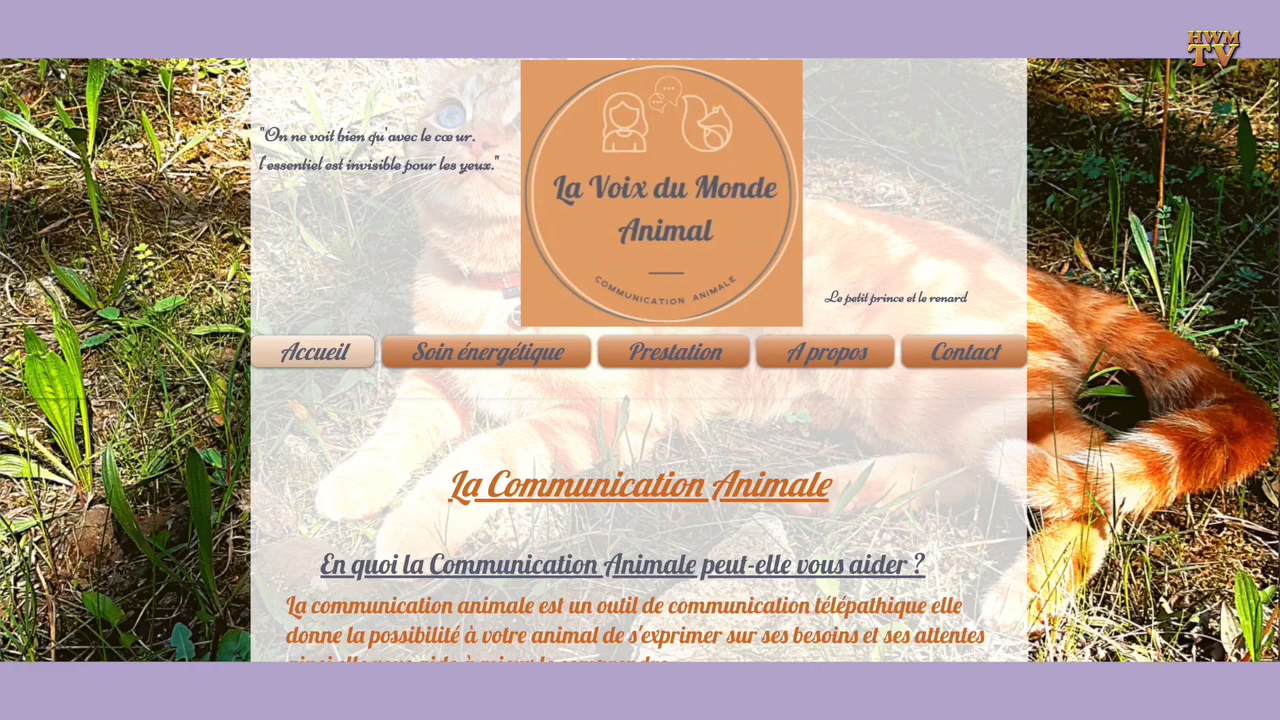 HWM
TV
"On ne voit bien qu'avec le cœur.
l'essentiel est invisible pour les yeux."
La Voix du Monde
Animal
COMMUNICATION ANIMALE
Le petit prince et le renard
Accueil
Soin énergétique
Prestation
A propos
Contact
La Communication Animale
En quoi la Communication Animale peut-elle vous aider ?
La communication animale est un outil de communication télépathique elle
donne la possibilité à votre animal de s'exprimer sur ses besoins et ses attentes